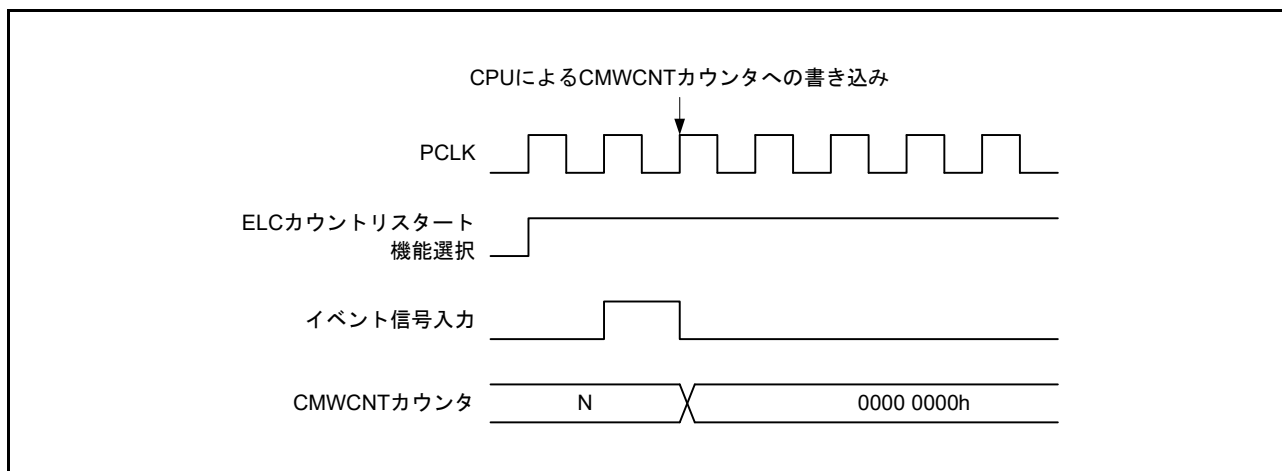 CPUによるCMWCNTカウンタへの書き込み
PCLK
ELCカウントリスタート
機能選択
イベント信号入力
CMWCNTカウンタ
N
0000 0000h